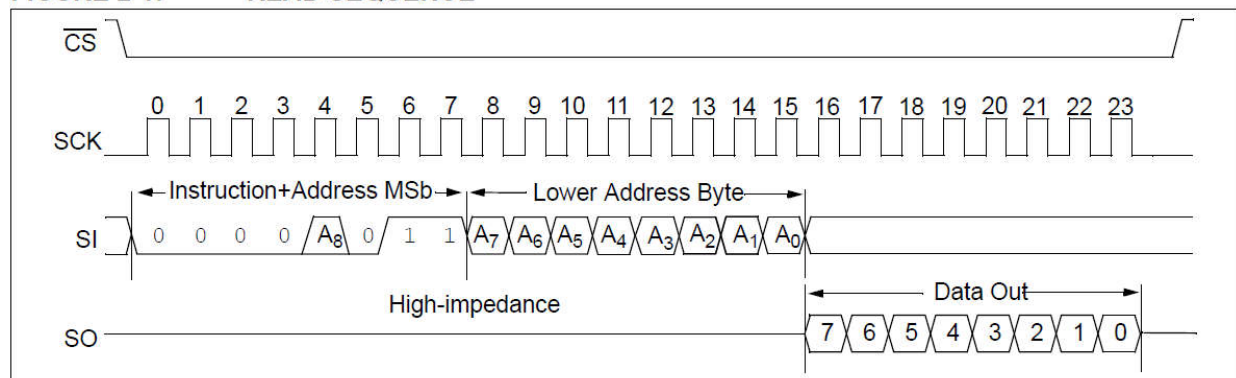 CS
0 1 2 3 4 5 6 7 8 9 10 11 12 13 14 15 16 17 18 19 20 21 22 23
SCK
Instruction+Address MSb Lower Address Byte
SI 0 0 0 0 A8 0 1 1 A7 A6 A5 A4 A3 A2 A1 A0
High-impedance Data Out
SO 7 6 5 4 3 2 1 0